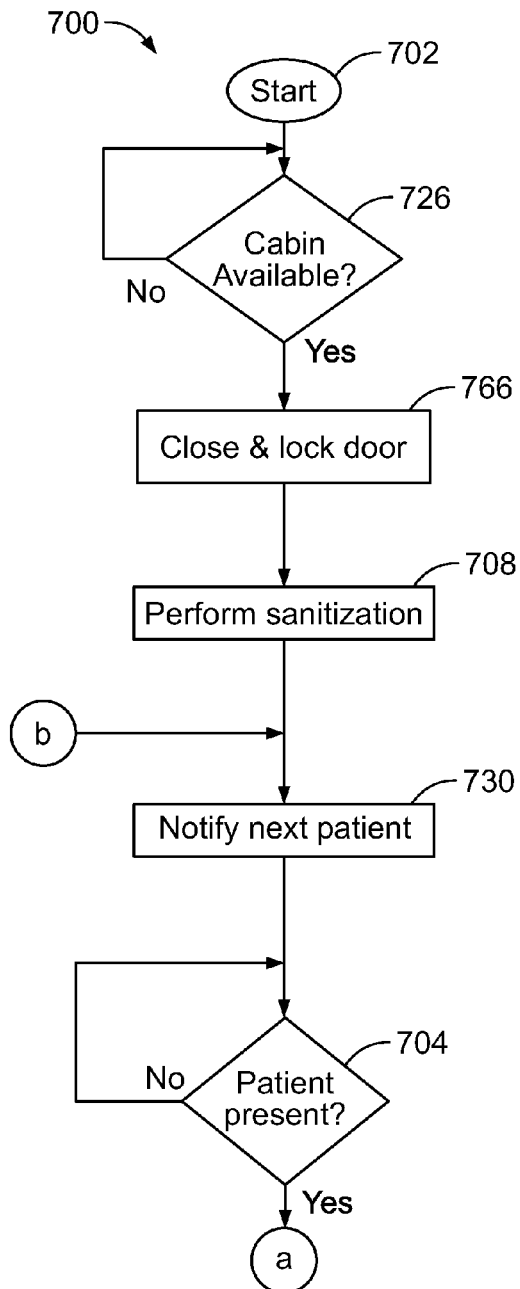 700
702
Start
726
Cabin
Available?
No
Yes
766
Close & lock door
708
Perform sanitization
b
730
Notify next patient
704
No
Patient
present?
Yes
a